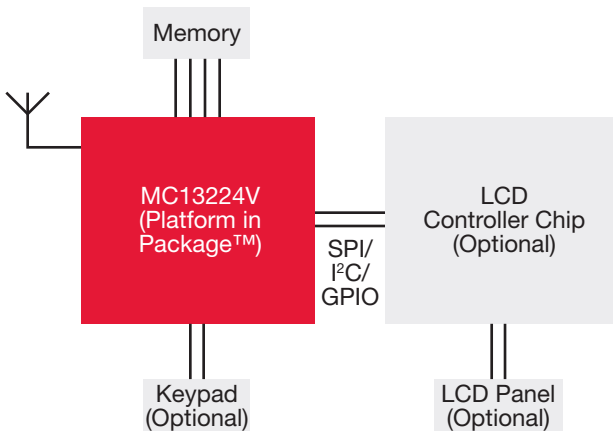 Memory
MC13224V
(Platform in
Package™)
SPI/
I²C/
GPIO
LCD
Controller Chip
(Optional)
Keypad
(Optional)
LCD Panel
(Optional)